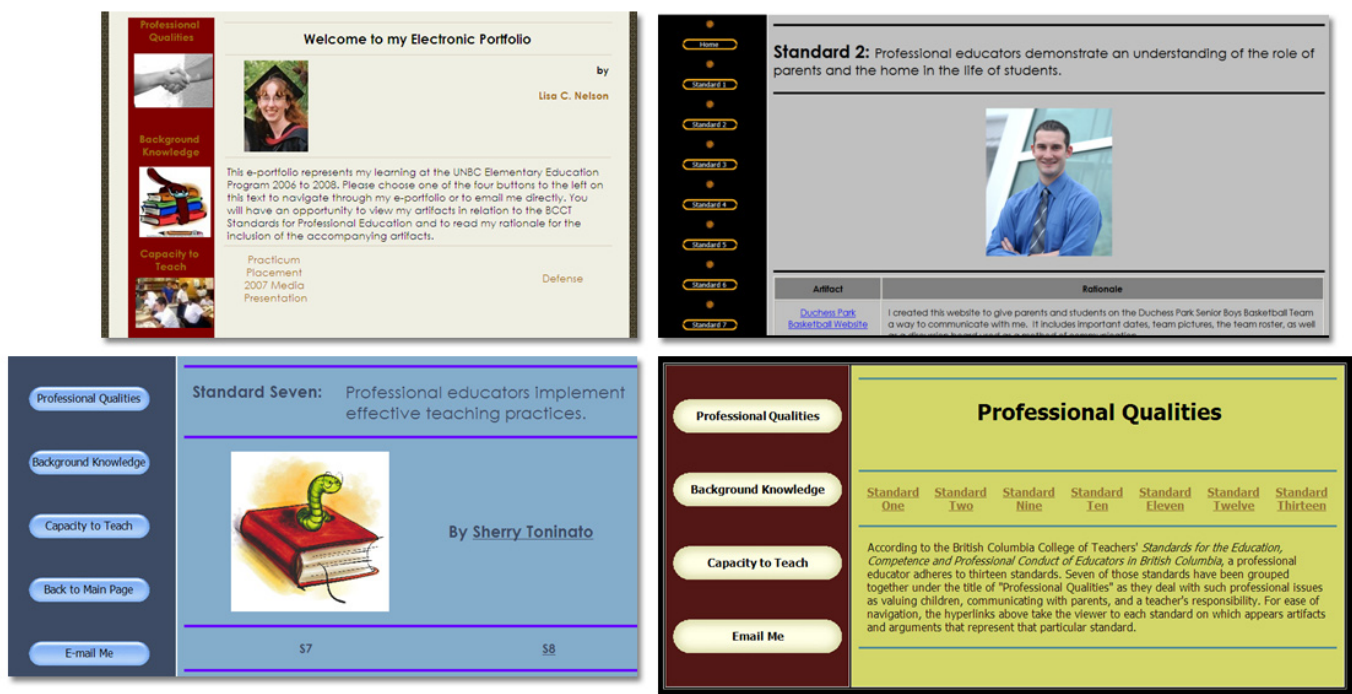 Professional
Qualities
Background
Knowledge
Capacity to
Teach
Welcome to my Electronic Portfolio
by
Lisa C. Nelson
This e-portfolio represents my learning at the UNBC Elementary Education
Program 2006 to 2008. Please choose one of the four buttons to the left on
this text to navigate through my e-portfolio or to email me directly. You
will have an opportunity to view my artifacts in relation to the BCCT
Standards for Professional Education and to read my rationale for the
inclusion of the accompanying artifacts.
Practicum
Placement
2007 Media
Presentation
Defense
Home
Standard 1
Standard 2
Standard 3
Standard 4
Standard 5
Standard 6
Standard 7
Standard 2: Professional educators demonstrate an understanding of the role of
parents and the home in the life of students.
Artifact
Rationale
Duchess Park
Basketball Website
I created this website to give parents and students on the Duchess Park Senior Boys Basketball Team
a way to communicate with me. It includes important dates, team pictures, the team roster, as well
as a discussion board used as a method of communication.
Professional Qualities
Background Knowledge
Capacity to Teach
Back to Main Page
E-mail Me
Standard Seven: Professional educators implement
effective teaching practices.
By Sherry Toninato
S7
S8
Professional Qualities
Background Knowledge
Capacity to Teach
Email Me
Professional Qualities
Standard One
Standard Two
Standard Nine
Standard Ten
Standard Eleven
Standard Twelve
Standard Thirteen
According to the British Columbia College of Teachers' Standards for the Education,
Competence and Professional Conduct of Educators in British Columbia, a professional
educator adheres to thirteen standards. Seven of those standards have been grouped
together under the title of "Professional Qualities" as they deal with such professional issues
as valuing children, communicating with parents, and a teacher's responsibility. For ease of
navigation, the hyperlinks above take the viewer to each standard on which appears artifacts
and arguments that represent that particular standard.